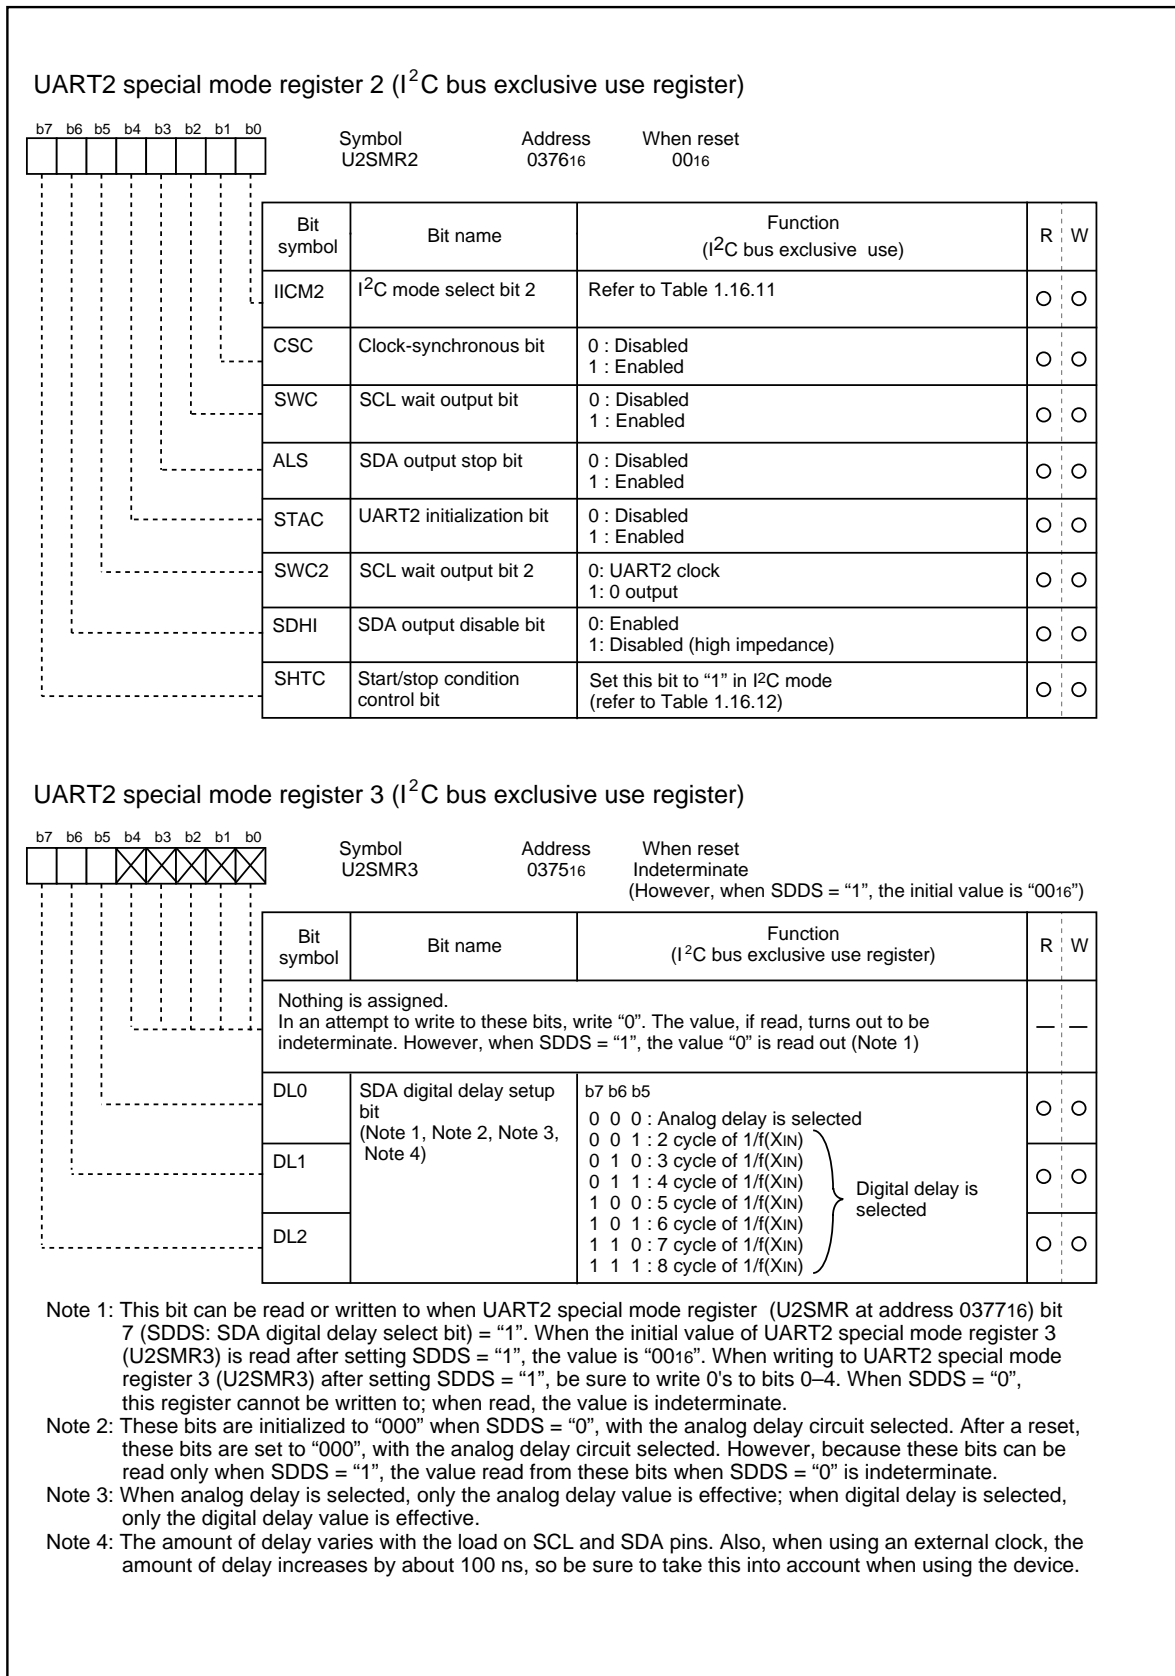 UART2 special mode register 2 (I2C bus exclusive use register)
b7 b6 b5 b4 b3 b2 b1 b0
Symbol Address When reset
U2SMR2 037616 0016
Bit symbol Bit name Function (I2C bus exclusive use) R W
IICM2 I2C mode select bit 2 Refer to Table 1.16.11
CSC Clock-synchronous bit 0 : Disabled
1 : Enabled
SWC SCL wait output bit 0 : Disabled
1 : Enabled
ALS SDA output stop bit 0 : Disabled
1 : Enabled
STAC UART2 initialization bit 0 : Disabled
1 : Enabled
SWC2 SCL wait output bit 2 0: UART2 clock
1: 0 output
SDHI SDA output disable bit 0: Enabled
1: Disabled (high impedance)
SHTC Start/stop condition control bit Set this bit to “1” in I2C mode
(refer to Table 1.16.12)
UART2 special mode register 3 (I2C bus exclusive use register)
b7 b6 b5 b4 b3 b2 b1 b0
Symbol Address When reset
U2SMR3 037516 Indeterminate
(However, when SDDS = “1”, the initial value is “0016”)
Bit symbol Bit name Function (I2C bus exclusive use register) R W
Nothing is assigned.
In an attempt to write to these bits, write “0”. The value, if read, turns out to be
indeterminate. However, when SDDS = “1”, the value “0” is read out (Note 1)
— —
DL0 SDA digital delay setup
bit
(Note 1, Note 2, Note 3,
Note 4)
b7 b6 b5
0 0 0 : Analog delay is selected
0 0 1 : 2 cycle of 1/f(XIN)
DL1 0 1 0 : 3 cycle of 1/f(XIN)
0 1 1 : 4 cycle of 1/f(XIN)
1 0 0 : 5 cycle of 1/f(XIN)
DL2 1 0 1 : 6 cycle of 1/f(XIN)
1 1 0 : 7 cycle of 1/f(XIN)
1 1 1 : 8 cycle of 1/f(XIN)
Digital delay is
selected
Note 1: This bit can be read or written to when UART2 special mode register (U2SMR at address 037716) bit
7 (SDDS: SDA digital delay select bit) = “1”. When the initial value of UART2 special mode register 3
(U2SMR3) is read after setting SDDS = “1”, the value is “0016”. When writing to UART2 special mode
register 3 (U2SMR3) after setting SDDS = “1”, be sure to write 0's to bits 0–4. When SDDS = “0”,
this register cannot be written to; when read, the value is indeterminate.
Note 2: These bits are initialized to “000” when SDDS = “0”, with the analog delay circuit selected. After a reset,
these bits are set to “000”, with the analog delay circuit selected. However, because these bits can be
read only when SDDS = “1”, the value read from these bits when SDDS = “0” is indeterminate.
Note 3: When analog delay is selected, only the analog delay value is effective; when digital delay is selected,
only the digital delay value is effective.
Note 4: The amount of delay varies with the load on SCL and SDA pins. Also, when using an external clock, the
amount of delay increases by about 100 ns, so be sure to take this into account when using the device.